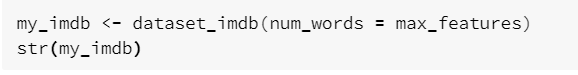 my_imdb <- dataset_imdb(num_words = max_features)
str(my_imdb)